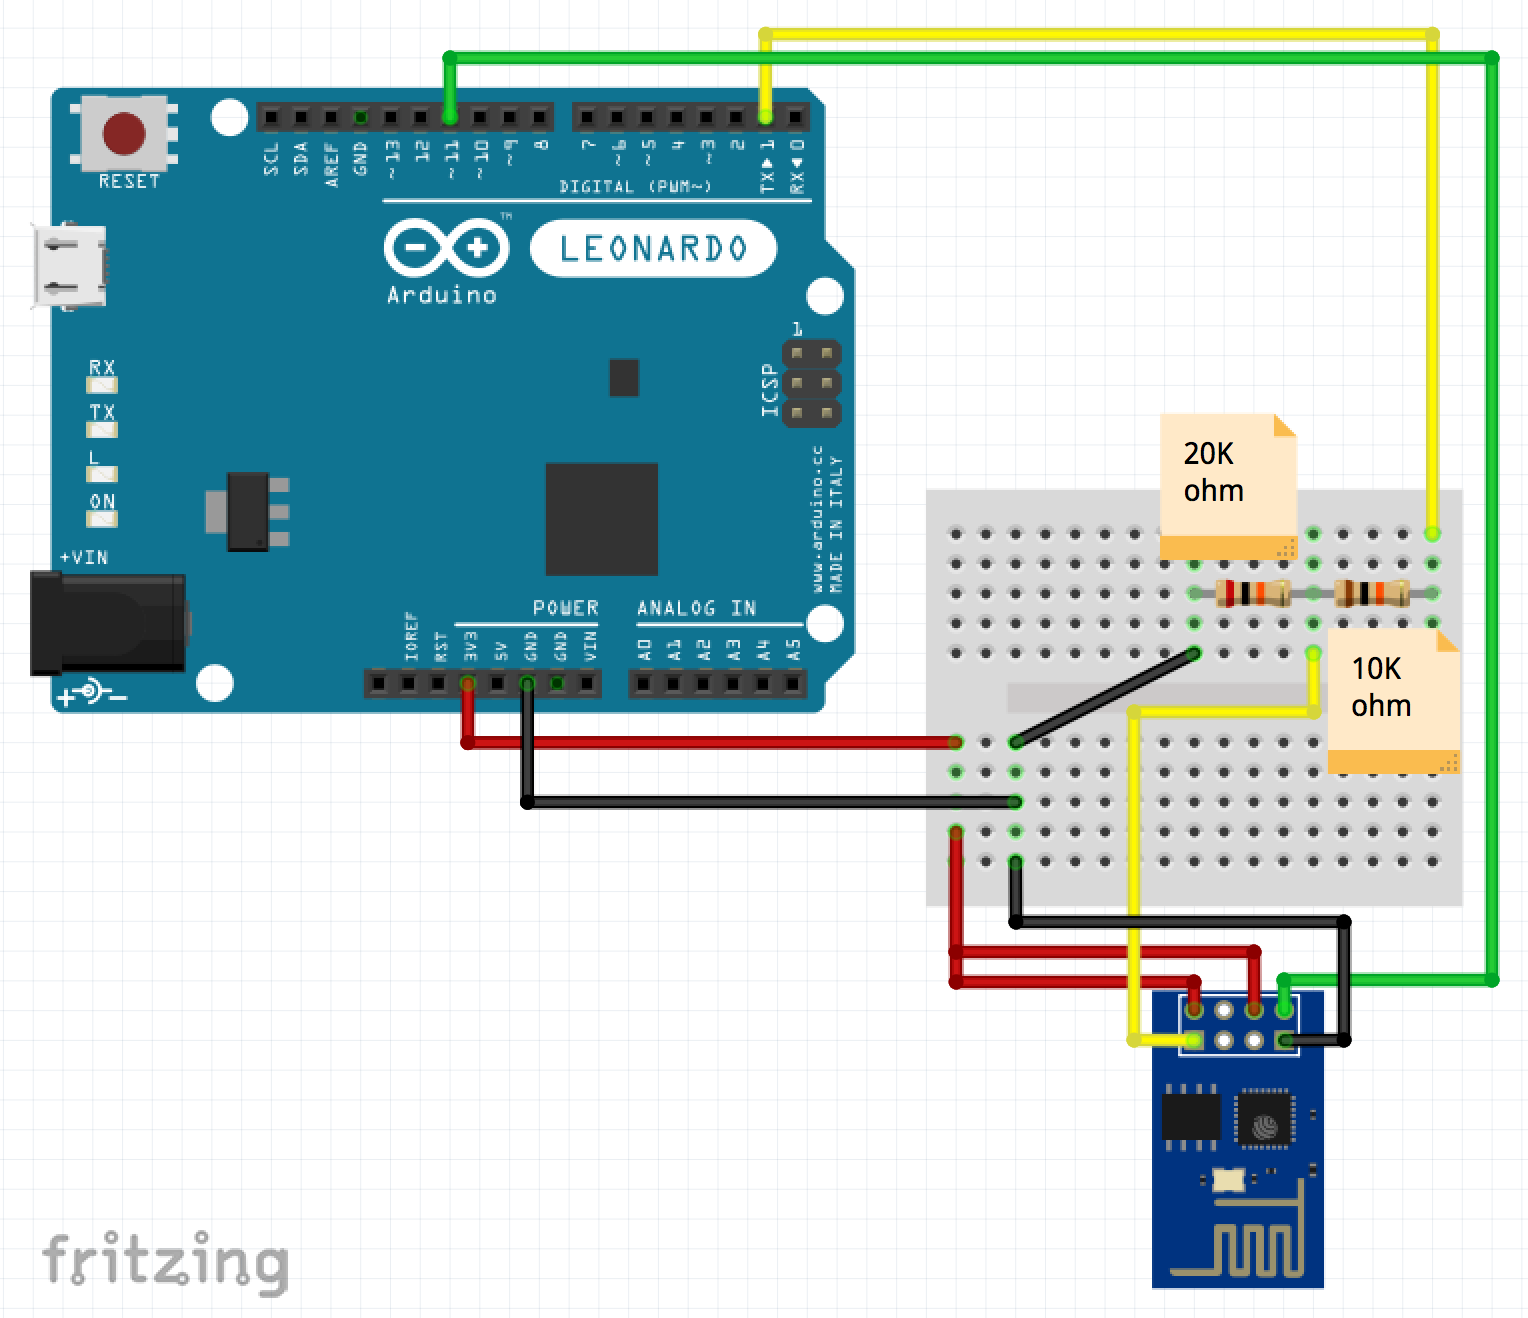 RESET
SCL
SDA
AREF
GND
~13
12
~11
~10
~9
8
7
~6
~5
4
~3
2
TX▶1
RX◀0
DIGITAL (PWM~)
TM
LEONARDO
Arduino
1
ICSP
RX
TX
L
ON
+VIN
www.arduino.cc
MADE IN ITALY
POWER
ANALOG IN
IOREF
RST
3V3
5V
GND
GND
VIN
A0
A1
A2
A3
A4
A5
20K
ohm
10K
ohm
fritzing